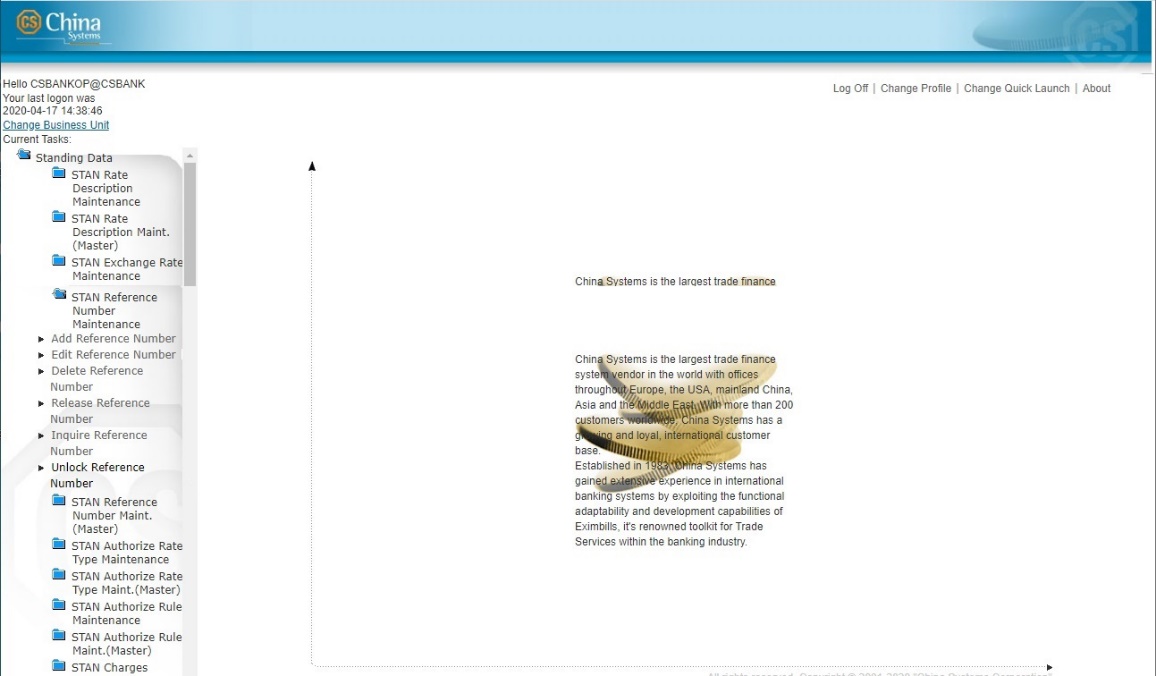 CS China
Systems
CS
Hello CSBANKOP@CSBANK
Your last logon was
2020-04-17 14:38:46
Change Business Unit
Current Tasks:
Log Off | Change Profile | Change Quick Launch | About
Standing Data
STAN Rate
Description
Maintenance
STAN Rate
Description Maint.
(Master)
STAN Exchange Rate
Maintenance
STAN Reference
Number
Maintenance
Add Reference Number
Edit Reference Number
Delete Reference
Number
Release Reference
Number
Inquire Reference
Number
Unlock Reference
Number
STAN Reference
Number Maint.
(Master)
STAN Authorize Rate
Type Maintenance
STAN Authorize Rate
Type Maint.(Master)
STAN Authorize Rule
Maintenance
STAN Authorize Rule
Maint.(Master)
STAN Charges
China Systems is the largest trade finance
China Systems is the largest trade finance
system vendor in the world with offices
throughout Europe, the USA, mainland China,
Asia and the Middle East. With more than 200
customers worldwide, China Systems has a
growing and loyal, international customer
base.
Established in 1983, China Systems has
gained extensive experience in international
banking systems by exploiting the functional
adaptability and development capabilities of
Eximbills, it's renowned toolkit for Trade
Services within the banking industry.
All rights reserved. Copyright © 2001-2020 "China Systems Corporation"